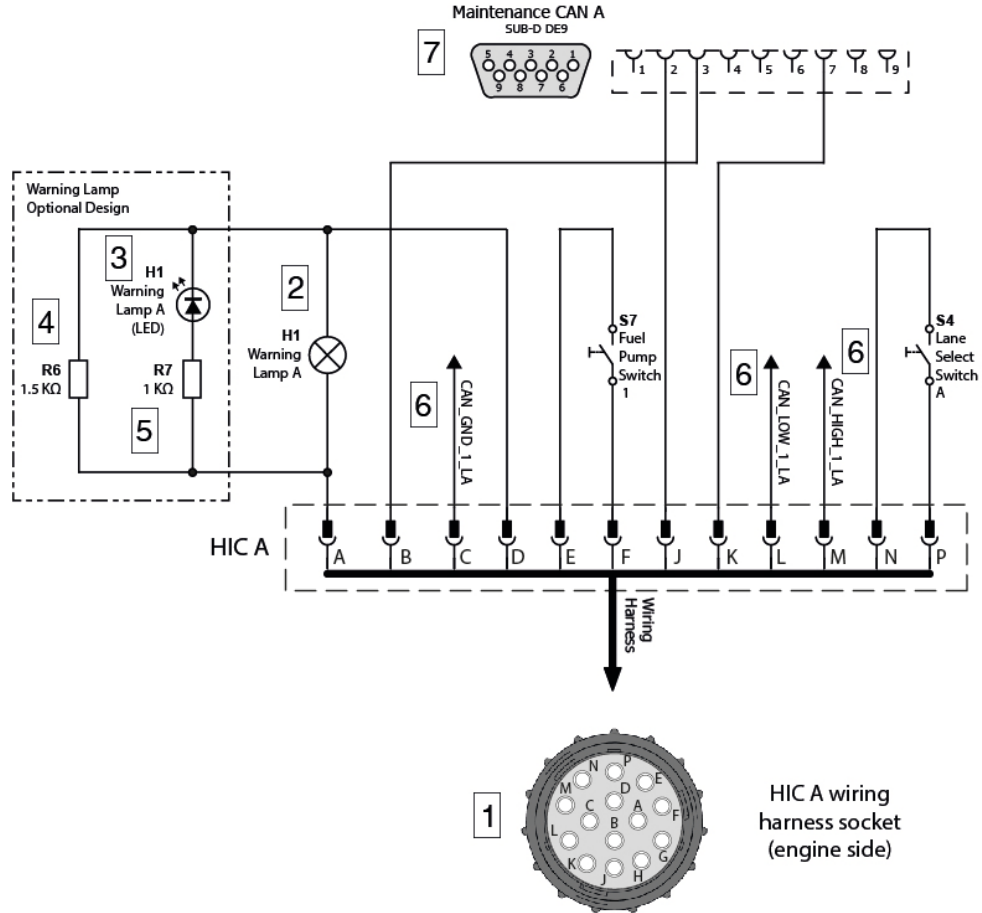 Maintenance CAN A
SUB-D DE9
7
5 4 3 2 1
9 8 7 6
1 2 3 4 5 6 7 8 9
Warning Lamp
Optional Design
3
H1
Warning
Lamp A
(LED)
4
R6
1.5 KΩ
R7
1 KΩ
5
2
H1
Warning
Lamp A
6
CAN_GND_1_LA
S7
Fuel
Pump
Switch
1
6
CAN_LOW_1_LA
CAN_HIGH_1_LA
6
S4
Lane
Select
Switch
A
HIC A
A B C D E F J K L M N P
Wiring
Harness
1
N P E
M D F
C A
B
L G
K J H
HIC A wiring
harness socket
(engine side)